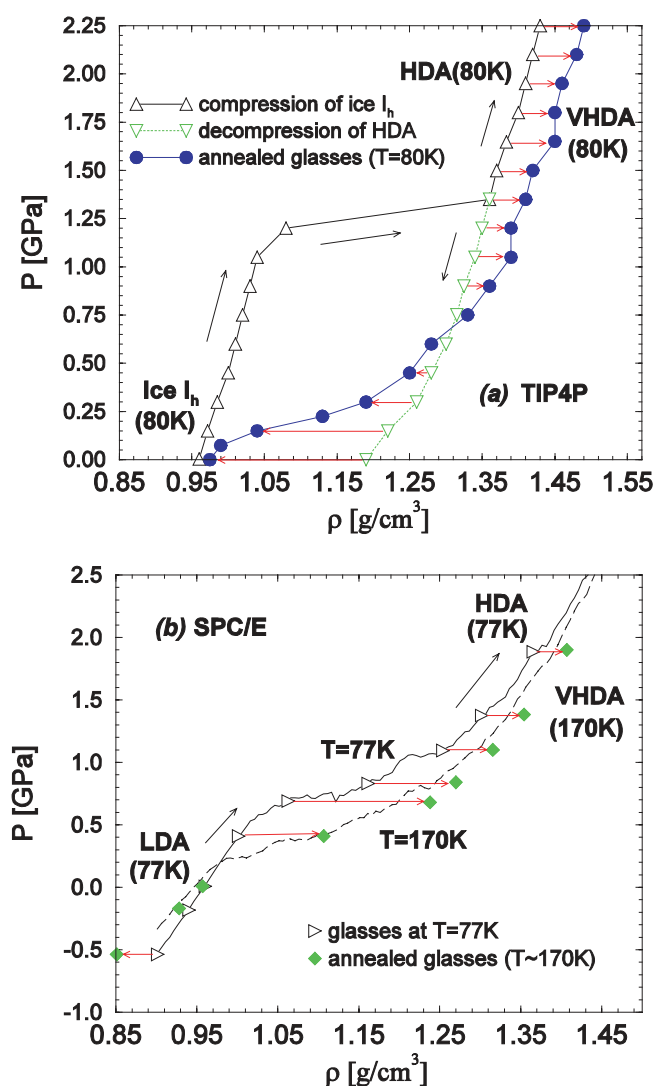 2.25
2.00
1.75
1.50
1.25
1.00
0.75
0.50
0.25
0.00
P [GPa]
HDA(80K)
compression of ice Ih
decompression of HDA
annealed glasses (T=80K)
VHDA
(80K)
Ice Ih
(80K)
(a) TIP4P
0.85 0.95 1.05 1.15 1.25 1.35 1.45 1.55
ρ [g/cm³]
2.5
2.0
1.5
1.0
0.5
0.0
-0.5
-1.0
P [GPa]
(b) SPC/E
HDA
(77K)
VHDA
(170K)
T=77K
LDA
(77K)
T=170K
glasses at T=77K
annealed glasses (T~170K)
0.85 0.95 1.05 1.15 1.25 1.35 1.45
ρ [g/cm³]